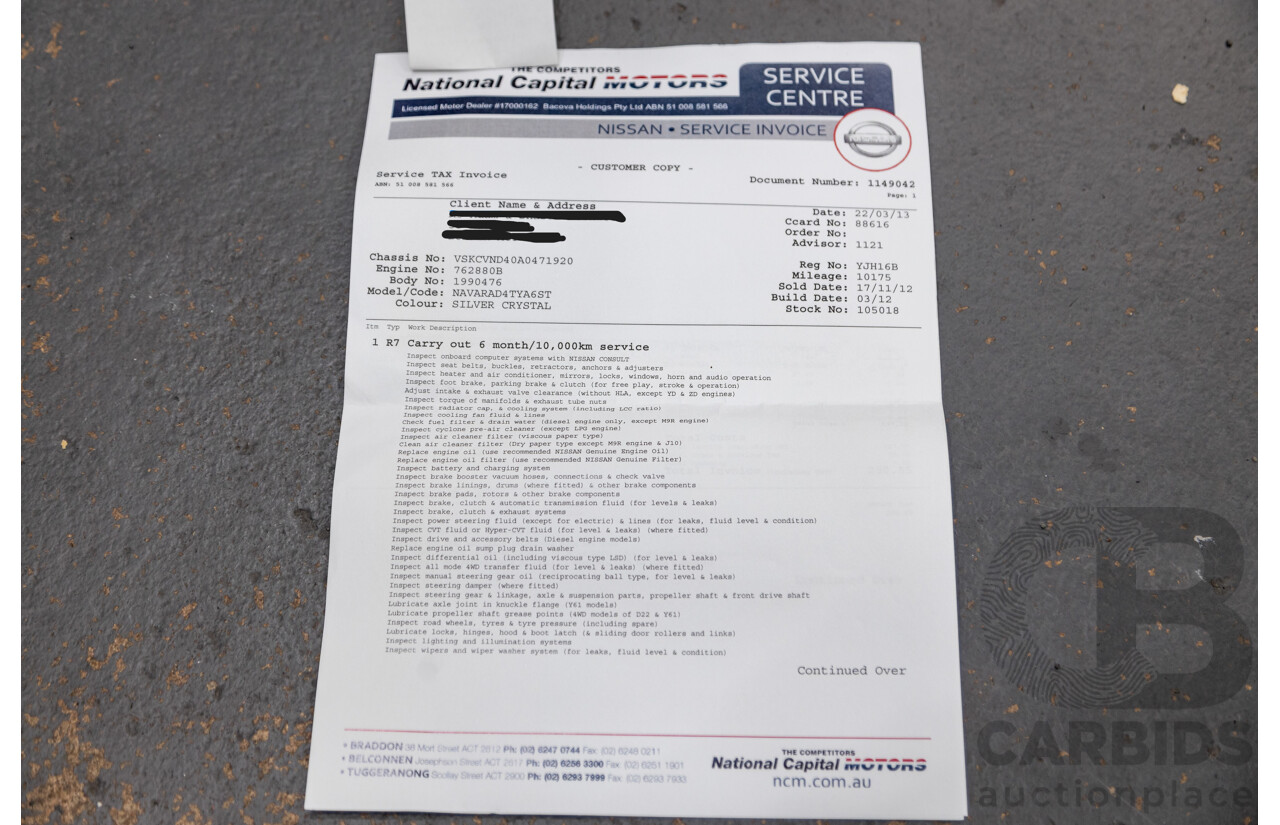 THE COMPETITORS
National Capital MOTORS
SERVICE
CENTRE
Licensed Motor Dealer #17000162 Bacova Holdings Pty Ltd ABN 51 008 581 566
NISSAN • SERVICE INVOICE
- CUSTOMER COPY -
Service TAX Invoice
ABN: 51 008 581 566
Document Number: 1149042
Page: 1
Client Name & Address
Date: 22/03/13
Ccard No: 88616
Order No:
Advisor: 1121
Chassis No: VSKCVND40A0471920
Engine No: 762880B
Body No: 1990476
Model/Code: NAVARAD4TYA6ST
Colour: SILVER CRYSTAL
Reg No: YJH16B
Mileage: 10175
Sold Date: 17/11/12
Build Date: 03/12
Stock No: 105018
Itm Typ Work Description
1 R7 Carry out 6 month/10,000km service
Inspect onboard computer systems with NISSAN CONSULT
Inspect seat belts, buckles, retractors, anchors & adjusters
Inspect heater and air conditioner, mirrors, locks, windows, horn and audio operation
Inspect foot brake, parking brake & clutch (for free play, stroke & operation)
Adjust intake & exhaust valve clearance (without HLA, except YD & ZD engines)
Inspect torque of manifolds & exhaust tube nuts
Inspect radiator cap, & cooling system (including LCC ratio)
Inspect cooling fan fluid & lines
Check fuel filter & drain water (diesel engine only, except M9R engine)
Inspect cyclone pre-air cleaner (except LPG engine)
Inspect air cleaner filter (viscous paper type)
Clean air cleaner filter (Dry paper type except M9R engine & J10)
Replace engine oil (use recommended NISSAN Genuine Engine Oil)
Replace engine oil filter (use recommended NISSAN Genuine Filter)
Inspect battery and charging system
Inspect brake booster vacuum hoses, connections & check valve
Inspect brake linings, drums (where fitted) & other brake components
Inspect brake pads, rotors & other brake components
Inspect brake, clutch & automatic transmission fluid (for levels & leaks)
Inspect brake, clutch & exhaust systems
Inspect power steering fluid (except for electric) & lines (for leaks, fluid level & condition)
Inspect CVT fluid or Hyper-CVT fluid (for level & leaks) (where fitted)
Inspect drive and accessory belts (Diesel engine models)
Replace engine oil sump plug drain washer
Inspect differential oil (including viscous type LSD) (for level & leaks)
Inspect all mode 4WD transfer fluid (for level & leaks) (where fitted)
Inspect manual steering gear oil (reciprocating ball type, for level & leaks)
Inspect steering damper (where fitted)
Inspect steering gear & linkage, axle & suspension parts, propeller shaft & front drive shaft
Lubricate axle joint in knuckle flange (Y61 models)
Lubricate propeller shaft grease points (4WD models of D22 & Y61)
Inspect road wheels, tyres & tyre pressure (including spare)
Lubricate locks, hinges, hood & boot latch (& sliding door rollers and links)
Inspect lighting and illumination systems
Inspect wipers and wiper washer system (for leaks, fluid level & condition)
Continued Over
• BRADDON 38 Mort Street ACT 2612 Ph: (02) 6247 0744 Fax: (02) 6248 0211
• BELCONNEN Josephson Street ACT 2617 Ph: (02) 6256 3300 Fax: (02) 6251 1901
• TUGGERANONG Scollay Street ACT 2900 Ph: (02) 6293 7999 Fax: (02) 6293 7933
THE COMPETITORS
National Capital MOTORS
ncm.com.au
CB
CARBIDS
auctionplace